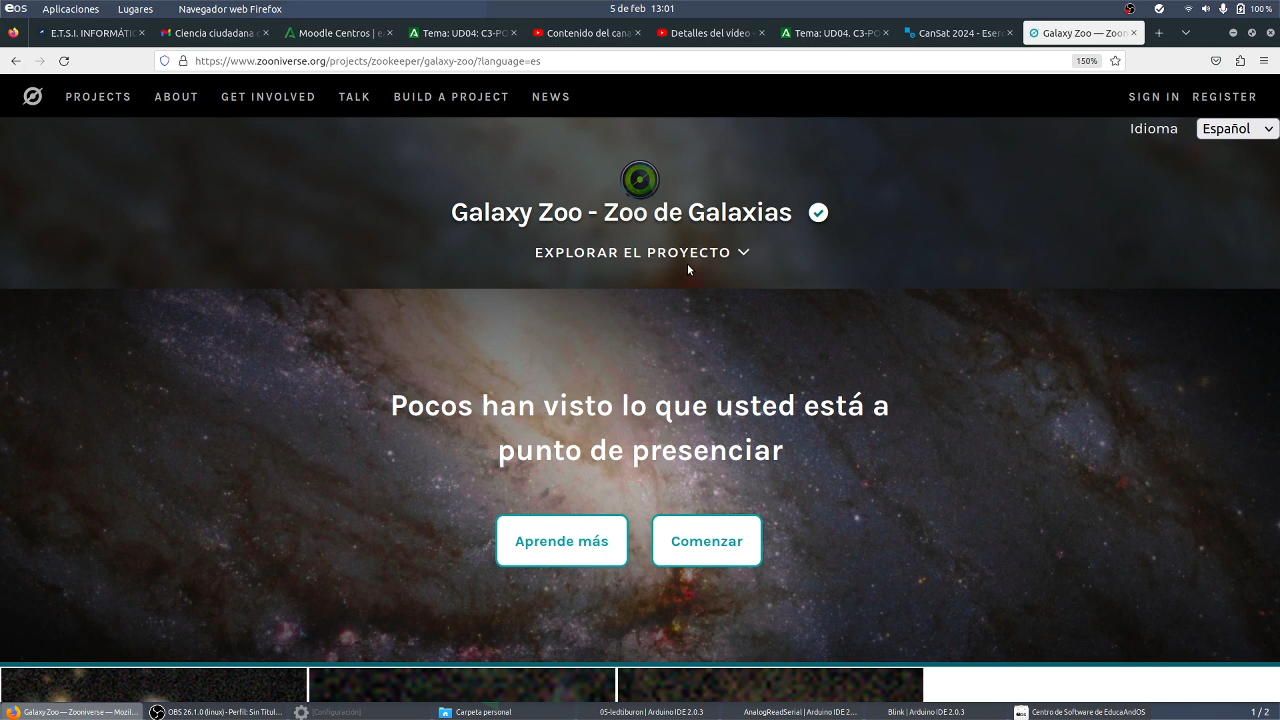 eos Aplicaciones Lugares Navegador web Firefox 5 de feb 13:01 100 %
E.T.S.I. INFORMÁTIC Ciencia ciudadana Moodle Centros | Tema: UD04: C3-PO Contenido del cana Detalles del vídeo Tema: UD04. C3-PO CanSat 2024 - Eser Galaxy Zoo — Zoon
https://www.zooniverse.org/projects/zookeeper/galaxy-zoo/?language=es 150%
PROJECTS ABOUT GET INVOLVED TALK BUILD A PROJECT NEWS SIGN IN REGISTER
Idioma Español
Galaxy Zoo - Zoo de Galaxias
EXPLORAR EL PROYECTO
Pocos han visto lo que usted está a
punto de presenciar
Aprende más Comenzar
Galaxy Zoo — Zooniverse — Mozil... OBS 26.1.0 (linux) - Perfil: Sin Titul... [Configuración] Carpeta personal 05-ledtiburon | Arduino IDE 2.0.3 AnalogReadSerial | Arduino IDE 2... Blink | Arduino IDE 2.0.3 Centro de Software de EducaAndOS 1 / 2